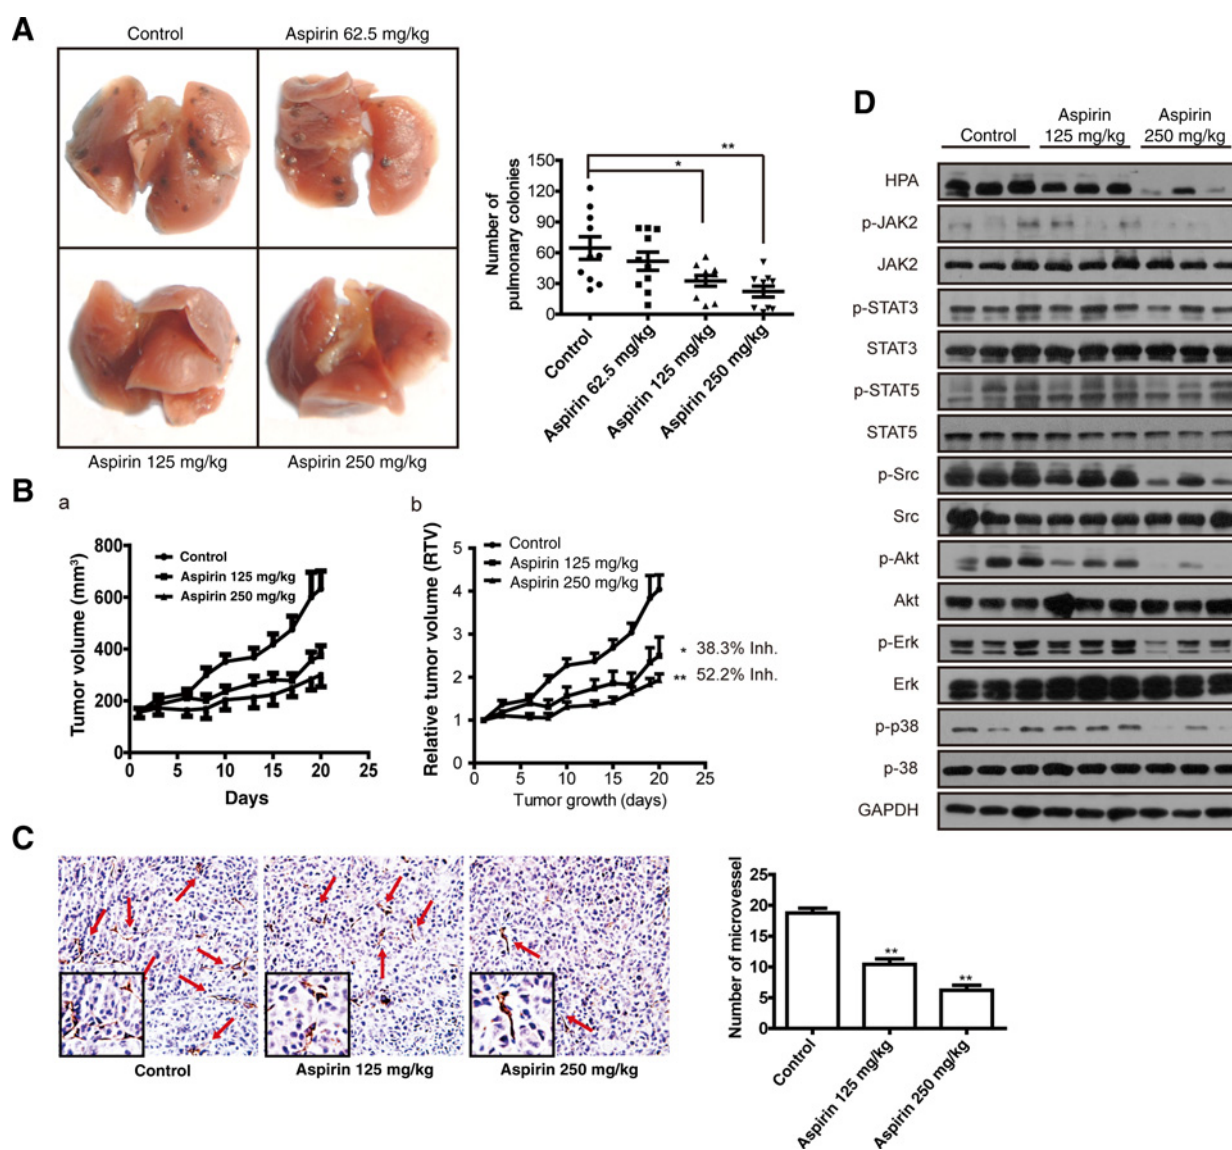 A
Control
Aspirin 62.5 mg/kg
Aspirin 125 mg/kg
Aspirin 250 mg/kg
Number of
pulmonary colonies
150
120
90
60
30
0
*
**
Control
Aspirin 62.5 mg/kg
Aspirin 125 mg/kg
Aspirin 250 mg/kg
B
a
Tumor volume (mm³)
800
600
400
200
0
Control
Aspirin 125 mg/kg
Aspirin 250 mg/kg
0 5 10 15 20 25
Days
b
Relative tumor volume (RTV)
5
4
3
2
1
0
Control
Aspirin 125 mg/kg
Aspirin 250 mg/kg
* 38.3% Inh.
** 52.2% Inh.
0 5 10 15 20 25
Tumor growth (days)
C
Control
Aspirin 125 mg/kg
Aspirin 250 mg/kg
Number of microvessel
25
20
15
10
5
0
**
**
Control
Aspirin 125 mg/kg
Aspirin 250 mg/kg
D
Control
Aspirin
125 mg/kg
Aspirin
250 mg/kg
HPA
p-JAK2
JAK2
p-STAT3
STAT3
p-STAT5
STAT5
p-Src
Src
p-Akt
Akt
p-Erk
Erk
p-p38
p-38
GAPDH